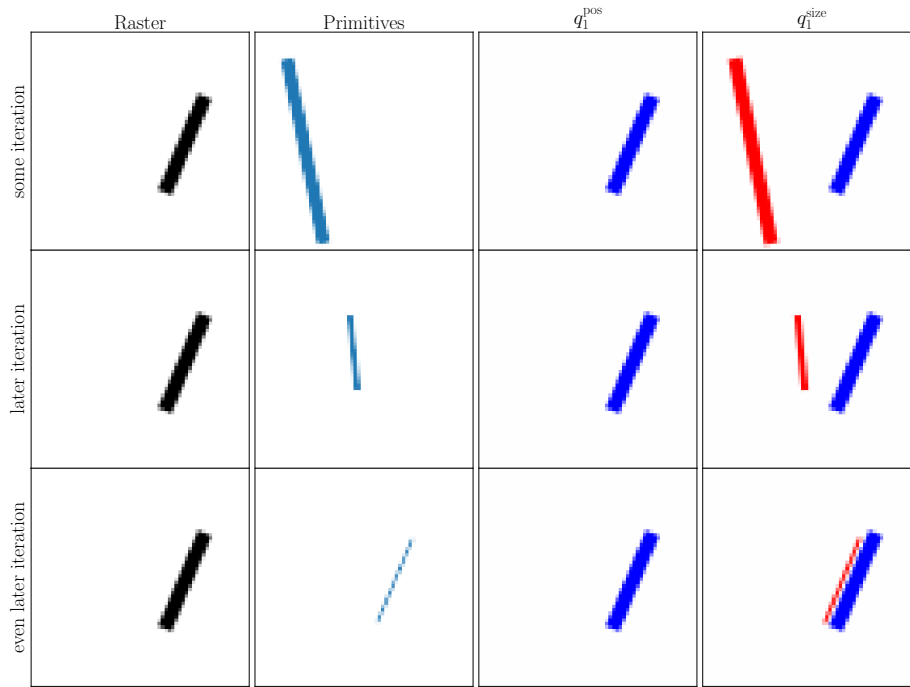 Raster
Primitives
q₁ᵖᵒˢ
q₁ˢⁱᶻᵉ
some iteration
later iteration
even later iteration